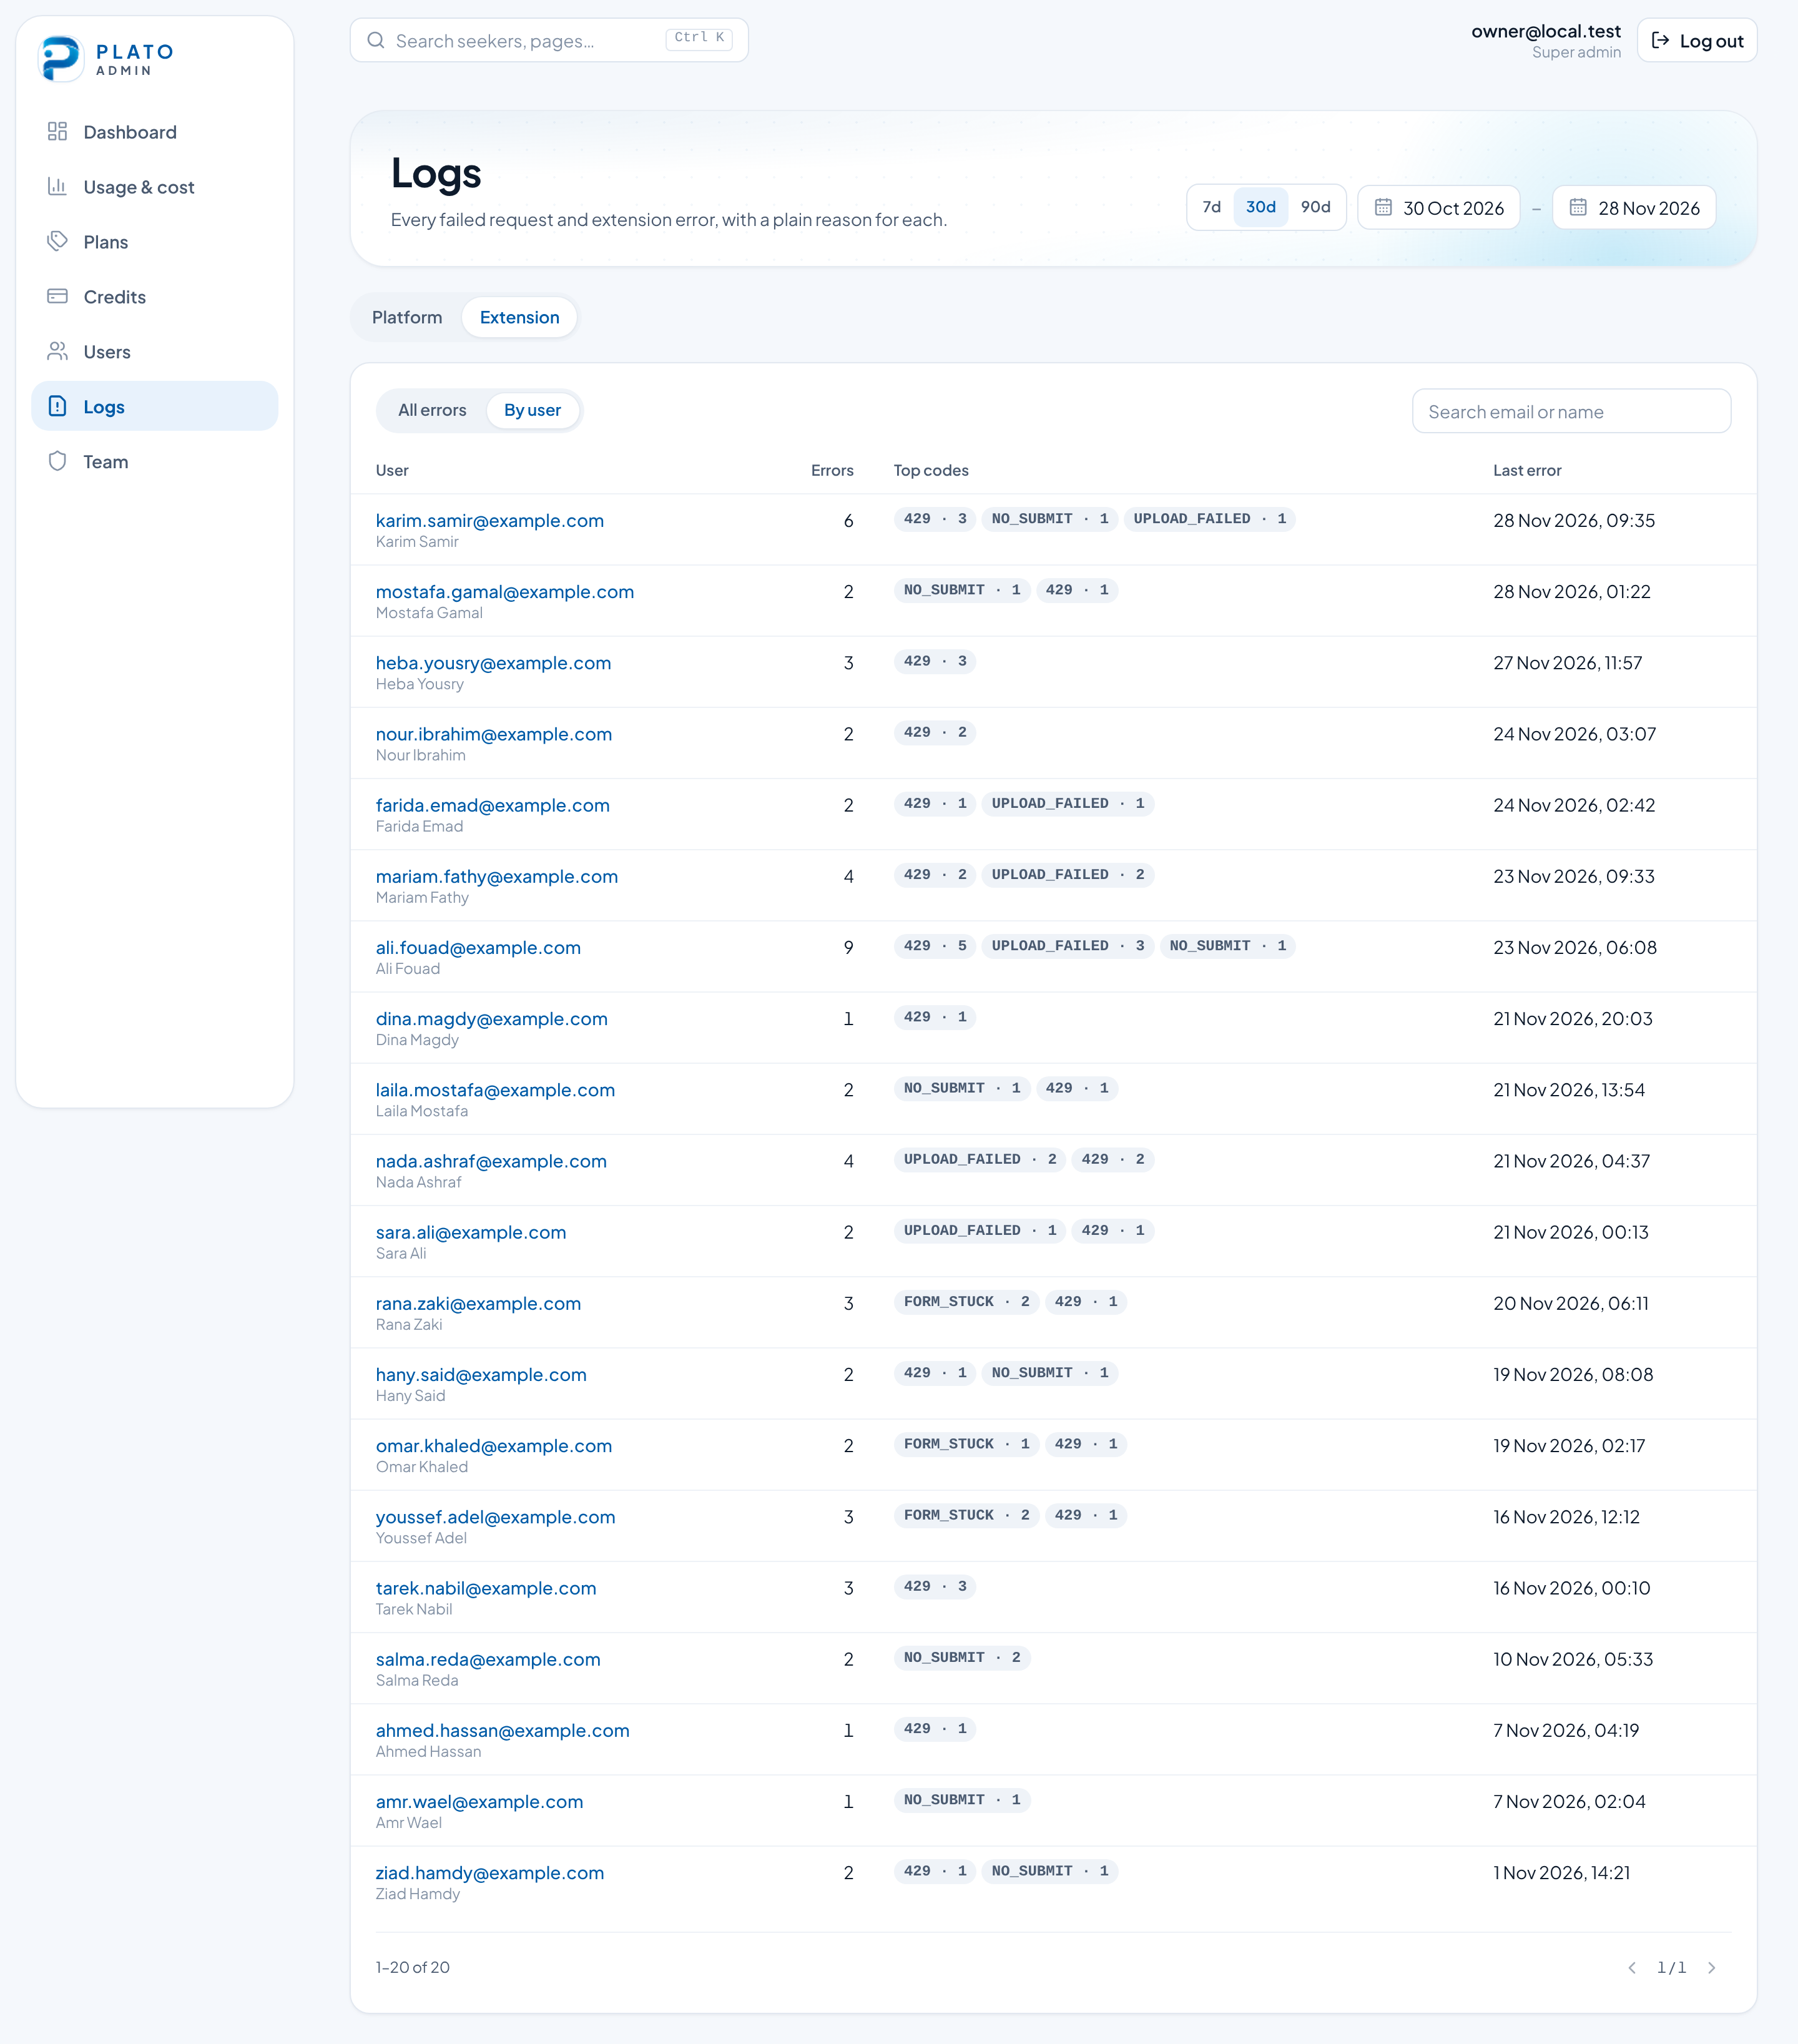 PLATO
ADMIN
Dashboard
Usage & cost
Plans
Credits
Users
Logs
Team
Search seekers, pages...
Ctrl K
owner@local.test
Super admin
Log out
Logs
Every failed request and extension error, with a plain reason for each.
7d 30d 90d 30 Oct 2026 – 28 Nov 2026
Platform Extension
All errors By user
Search email or name
User Errors Top codes Last error
karim.samir@example.com 6 429 · 3 NO_SUBMIT · 1 UPLOAD_FAILED · 1 28 Nov 2026, 09:35
Karim Samir
mostafa.gamal@example.com 2 NO_SUBMIT · 1 429 · 1 28 Nov 2026, 01:22
Mostafa Gamal
heba.yousry@example.com 3 429 · 3 27 Nov 2026, 11:57
Heba Yousry
nour.ibrahim@example.com 2 429 · 2 24 Nov 2026, 03:07
Nour Ibrahim
farida.emad@example.com 2 429 · 1 UPLOAD_FAILED · 1 24 Nov 2026, 02:42
Farida Emad
mariam.fathy@example.com 4 429 · 2 UPLOAD_FAILED · 2 23 Nov 2026, 09:33
Mariam Fathy
ali.fouad@example.com 9 429 · 5 UPLOAD_FAILED · 3 NO_SUBMIT · 1 23 Nov 2026, 06:08
Ali Fouad
dina.magdy@example.com 1 429 · 1 21 Nov 2026, 20:03
Dina Magdy
laila.mostafa@example.com 2 NO_SUBMIT · 1 429 · 1 21 Nov 2026, 13:54
Laila Mostafa
nada.ashraf@example.com 4 UPLOAD_FAILED · 2 429 · 2 21 Nov 2026, 04:37
Nada Ashraf
sara.ali@example.com 2 UPLOAD_FAILED · 1 429 · 1 21 Nov 2026, 00:13
Sara Ali
rana.zaki@example.com 3 FORM_STUCK · 2 429 · 1 20 Nov 2026, 06:11
Rana Zaki
hany.said@example.com 2 429 · 1 NO_SUBMIT · 1 19 Nov 2026, 08:08
Hany Said
omar.khaled@example.com 2 FORM_STUCK · 1 429 · 1 19 Nov 2026, 02:17
Omar Khaled
youssef.adel@example.com 3 FORM_STUCK · 2 429 · 1 16 Nov 2026, 12:12
Youssef Adel
tarek.nabil@example.com 3 429 · 3 16 Nov 2026, 00:10
Tarek Nabil
salma.reda@example.com 2 NO_SUBMIT · 2 10 Nov 2026, 05:33
Salma Reda
ahmed.hassan@example.com 1 429 · 1 7 Nov 2026, 04:19
Ahmed Hassan
amr.wael@example.com 1 NO_SUBMIT · 1 7 Nov 2026, 02:04
Amr Wael
ziad.hamdy@example.com 2 429 · 1 NO_SUBMIT · 1 1 Nov 2026, 14:21
Ziad Hamdy
1–20 of 20
1 / 1